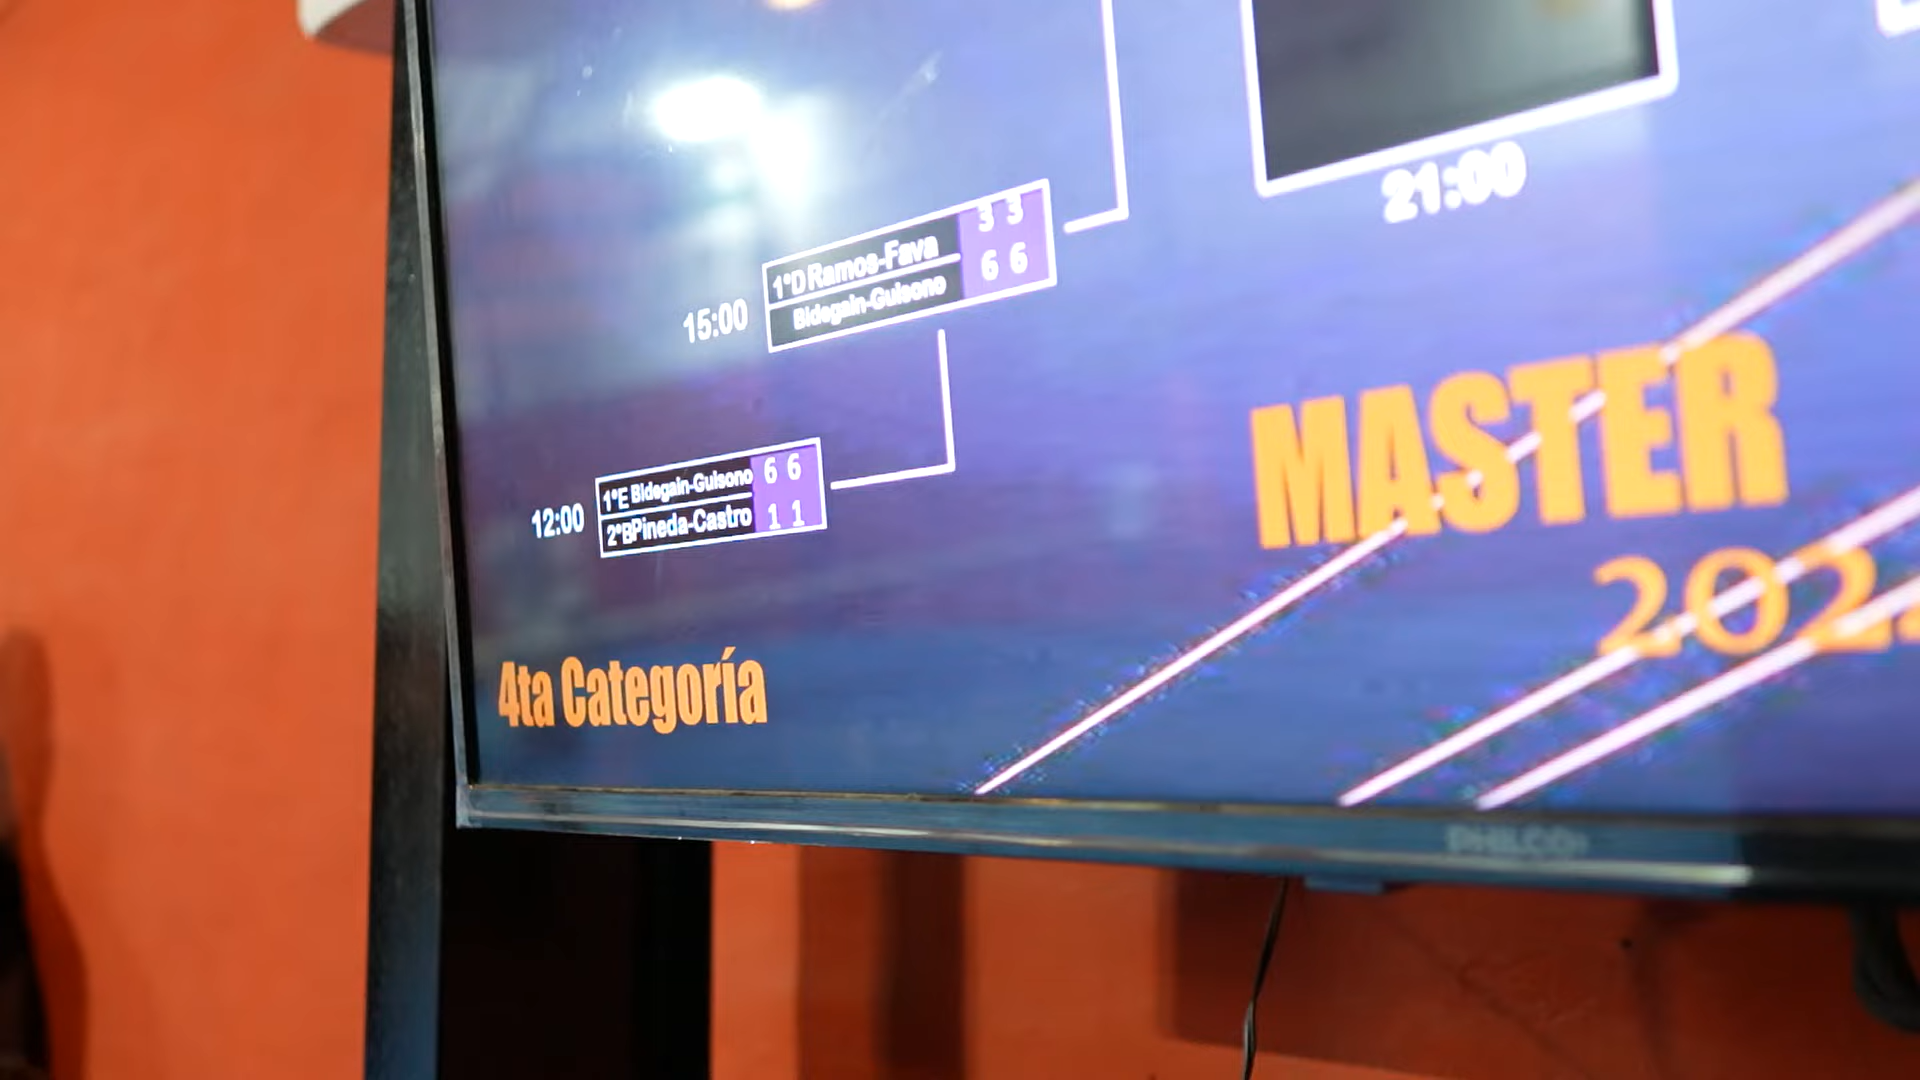 21:00
3 3
1°D Ramos-Fava
6 6
Bidegain-Guisono
15:00
1°E Bidegain-Guisono 6 6
2°B Pineda-Castro 1 1
12:00
MASTER
4ta Categoría
PHILCO